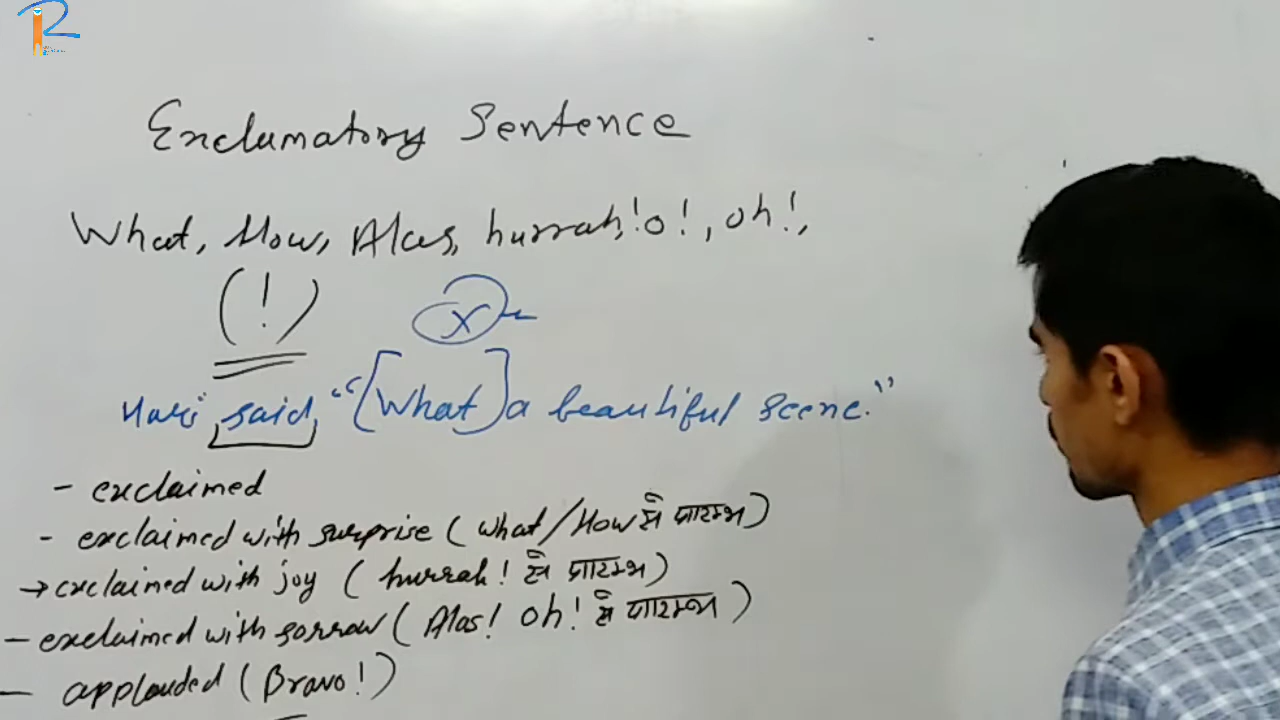 Exclamatory Sentence
What, How, Alas, hurrah! o!, oh!,
(!)
x
Hari said, "[What] a beautiful scene."
- exclaimed
- exclaimed with surprise (What/How से प्रारम्भ)
→ exclaimed with joy (hurrah! से प्रारम्भ)
- exclaimed with sorrow (Alas! oh! से प्रारम्भ)
- applouded (Bravo!)